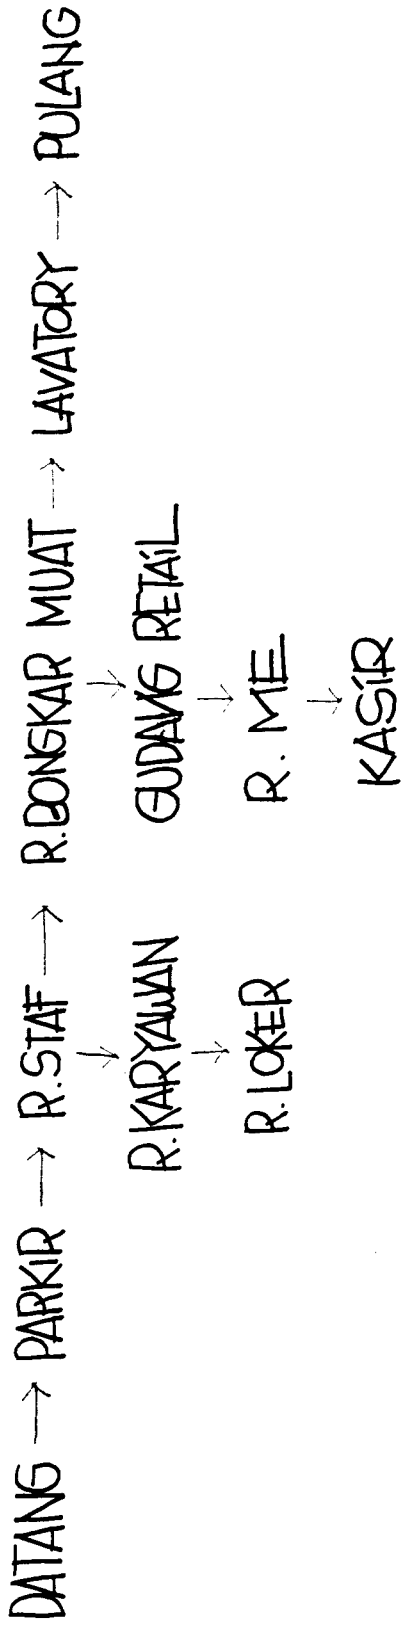 DATANG → PARKIR → R.STAF → R.BONGKAR MUAT → LAVATORY → PULANG
↓ ↓
R.KARYAWAN GUDANG RETAIL
↓ ↓
R.LOKER R. ME
↓
KASIR